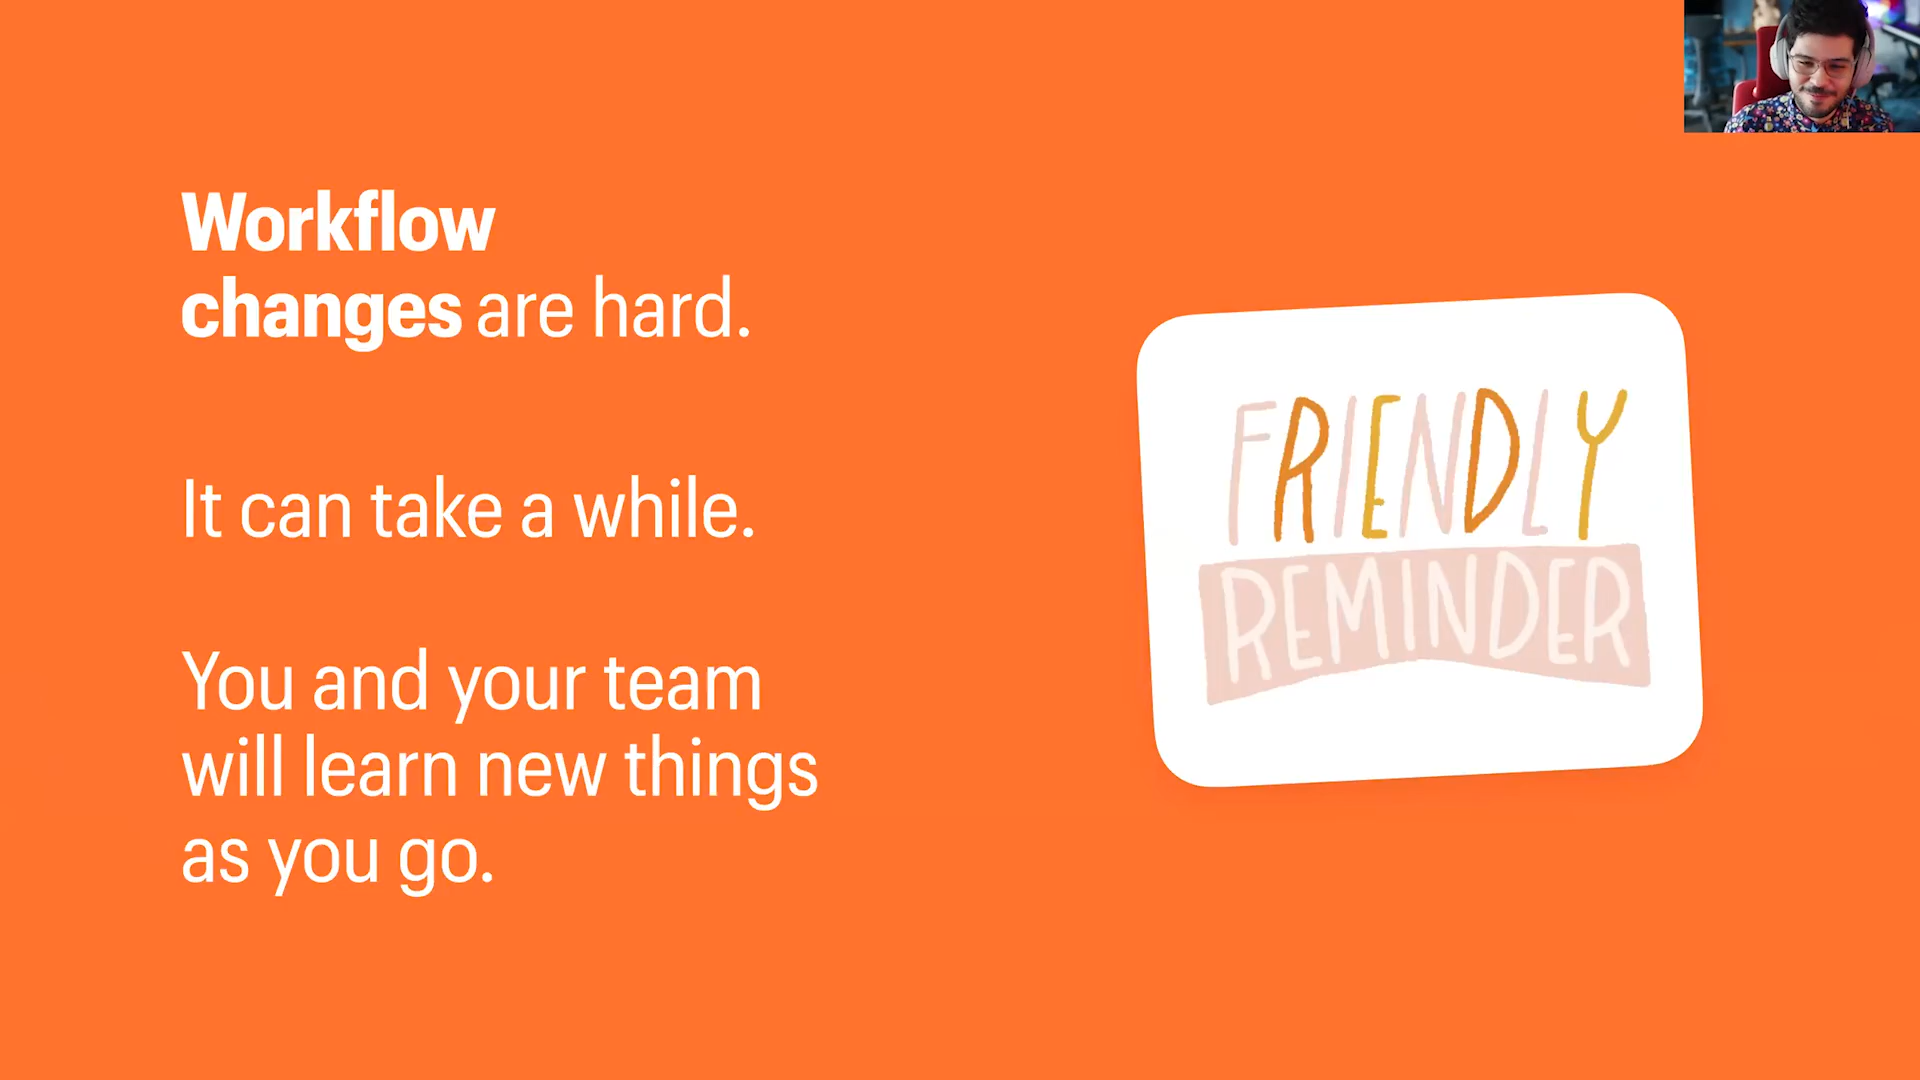 Workflow
changes are hard.
It can take a while.
You and your team
will learn new things
as you go.
FRIENDLY
REMINDER